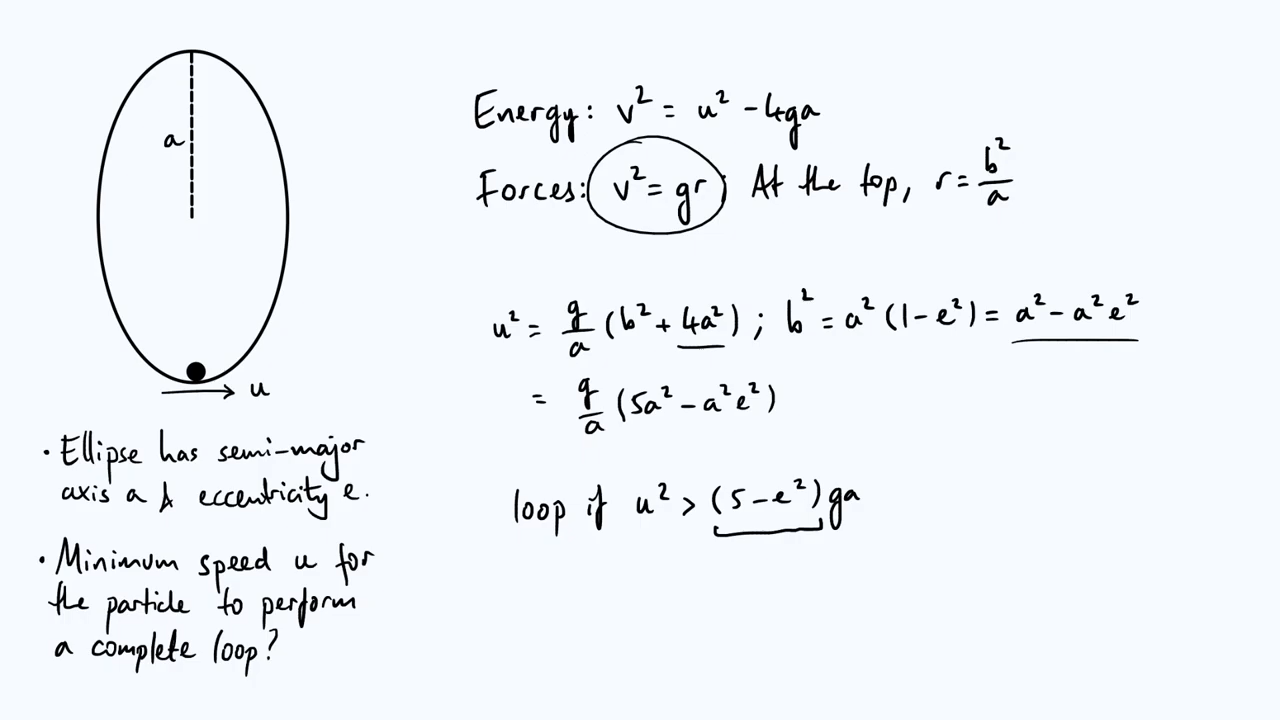 a
u
· Ellipse has semi-major
axis a & eccentricity e.
· Minimum speed u for
the particle to perform
a complete loop?
Energy: v² = u² - 4ga
Forces: v² = gr ; At the top, r = b²/a
u² = g/a (b² + 4a²) ; b² = a² (1 - e²) = a² - a²e²
= g/a (5a² - a²e²)
loop if u² > (5 - e²)ga